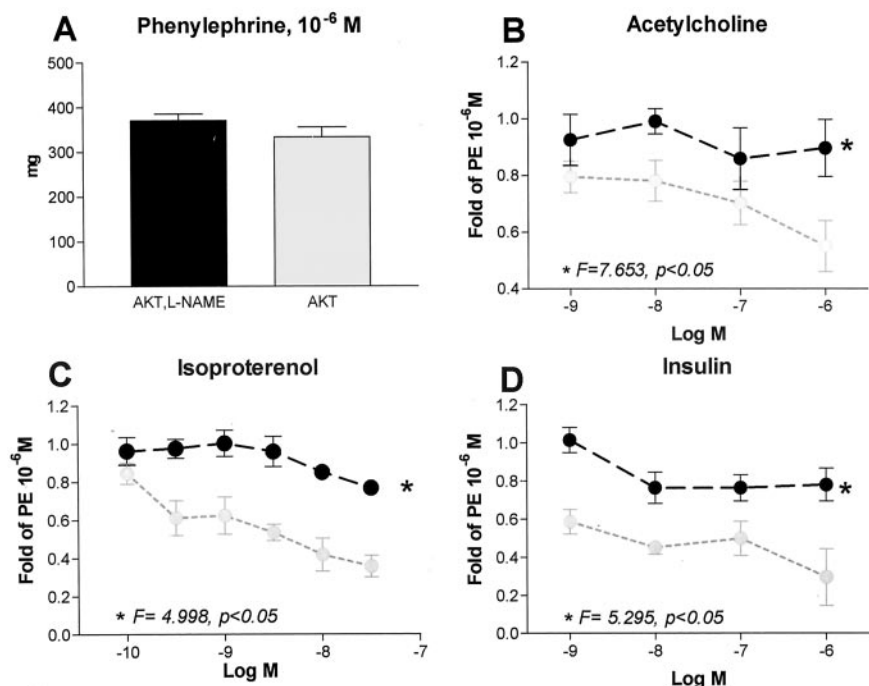 A
Phenylephrine, 10⁻⁶ M
500
400
300
200
100
0
mg
AKT,L-NAME
AKT
B
Acetylcholine
1.2
1.0
0.8
0.6
0.4
Fold of PE 10⁻⁶M
*
* F=7.653, p<0.05
-9
-8
-7
-6
Log M
C
Isoproterenol
1.2
1.0
0.8
0.6
0.4
0.2
0.0
Fold of PE 10⁻⁶M
*
* F= 4.998, p<0.05
-10
-9
-8
-7
Log M
D
Insulin
1.2
1.0
0.8
0.6
0.4
0.2
0.0
Fold of PE 10⁻⁶M
*
* F= 5.295, p<0.05
-9
-8
-7
-6
Log M